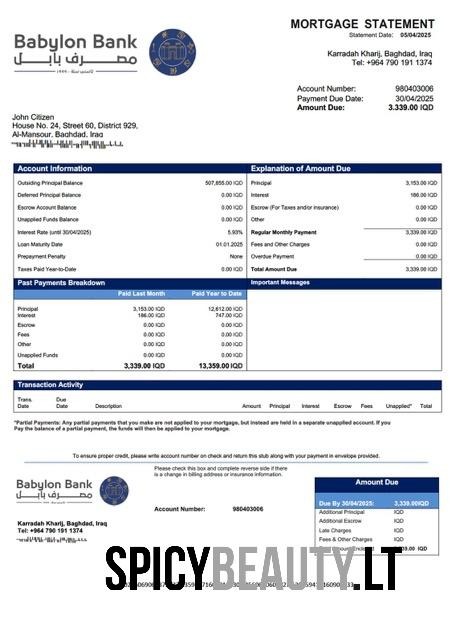 MORTGAGE STATEMENT
Statement Date: 05/04/2025
Babylon Bank
مصرف بابل
1999
Karradah Kharij, Baghdad, Iraq
Tel: +964 790 191 1374
Account Number: 980403006
Payment Due Date: 30/04/2025
Amount Due: 3.339.00 IQD
John Citizen
House No. 24, Street 60, District 929,
Al-Mansour, Baghdad, Iraq
Account Information
Outsiding Principal Balance 507,855.00 IQD
Deferred Principal Balance 0.00 IQD
Escrow Account Balance 0.00 IQD
Unapplied Funds Balance 0.00 IQD
Interest Rate (until 30/04/2025) 5.93%
Loan Maturity Date 01.01.2025
Prepayment Penalty None
Taxes Paid Year-to-Date 0.00 IQD
Explanation of Amount Due
Principal 3,153.00 IQD
Interest 186.00 IQD
Escrow (For Taxes and/or insurance) 0.00 IQD
Other 0.00 IQD
Regular Monthly Payment 3,339.00 IQD
Fees and Other Charges 0.00 IQD
Overdue Payment 0.00 IQD
Total Amount Due 3,339.00 IQD
Past Payments Breakdown
Paid Last Month Paid Year to Date
Principal 3,153.00 IQD 12,612.00 IQD
Interest 186.00 IQD 747.00 IQD
Escrow 0.00 IQD 0.00 IQD
Fees 0.00 IQD 0.00 IQD
Other 0.00 IQD 0.00 IQD
Unapplied Funds 0.00 IQD 0.00 IQD
Total 3,339.00 IQD 13,359.00 IQD
Important Messages
Transaction Activity
Trans. Date Due Date Description Amount Principal Interest Escrow Fees Unapplied* Total
*Partial Payments: Any partial payments that you make are not applied to your mortgage, but instead are held in a separate unapplied account. if you
Pay the balance of a partial payment, the funds will then be applied to your mortgage.
To ensure proper credit, please write account number on check and return this stub along with your payment in envelope provided.
Babylon Bank
مصرف بابل
Please check this box and complete reverse side if there
is a change in billing address or insurance information.
Account Number: 980403006
Karradah Kharij, Baghdad, Iraq
Tel: +964 790 191 1374
Amount Due
Due By 30/04/2025: 3,339.00IQD
Additional Principal IQD
Additional Escrow IQD
Late Charges IQD
Fees & Other Charges IQD
SPICYBEAUTY.LT